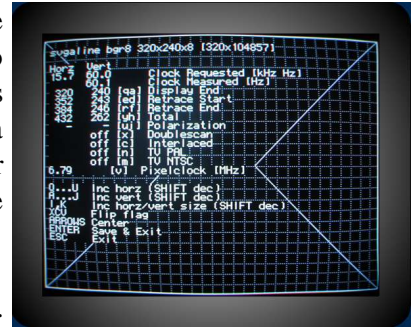 svgaline bgr8 320x240x8 [320x104857]
Horz Vert
15.7 60.0 Clock Requested [kHz Hz]
60.1 Clock Measured [Hz]
320 240 [qa] Display End
352 243 [ed] Retrace Start
384 246 [rf] Retrace End
432 262 [yh] Total
- - [uj] Polarization
off [x] Doublescan
off [c] Interlaced
off [n] TV PAL
off [m] TV NTSC
6.79 [v] Pixelclock [MHz]
Q...U Inc horz (SHIFT dec)
A...J Inc vert (SHIFT dec)
I,K Inc horz/vert size (SHIFT dec)
XCV Flip flag
ARROWS Center
ENTER Save & Exit
ESC Exit